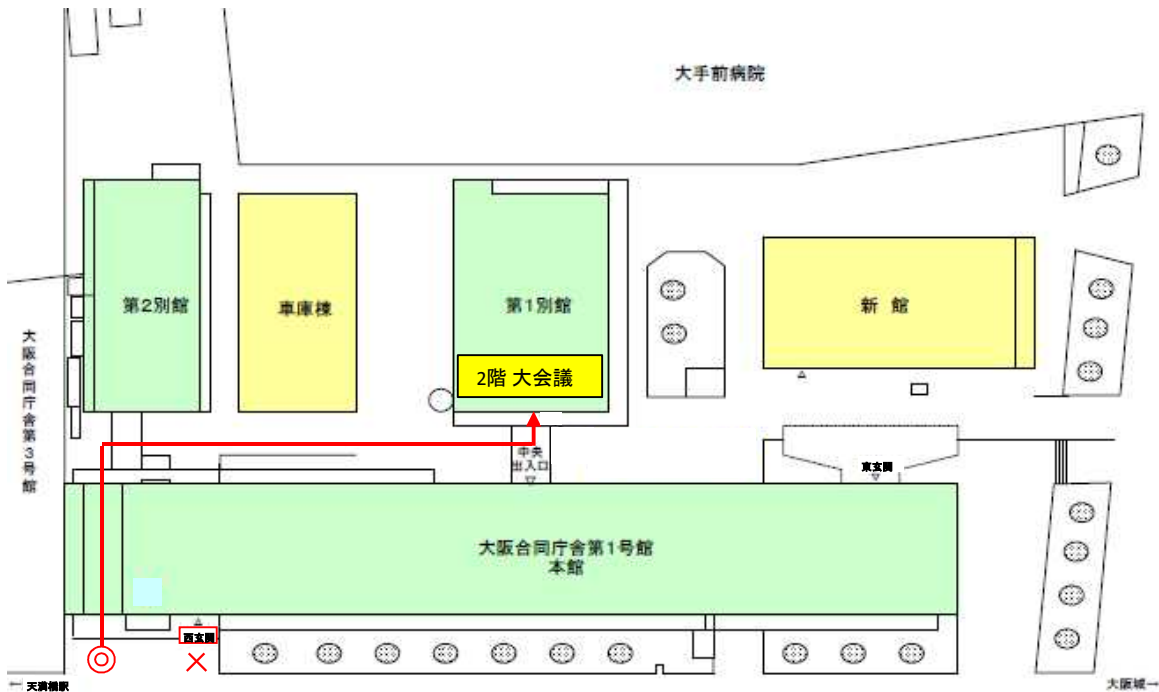 大手前病院
第2別館
車庫棟
第1別館
新 館
2階 大会議
大阪合同庁舎第3号館
中央
出入口
東玄関
大阪合同庁舎第1号館
本館
西玄関
← 天満橋駅
大阪城→